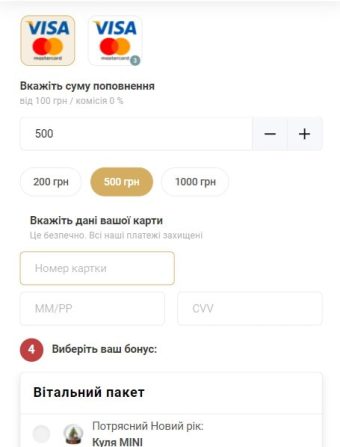 VISA VISA
mastercard mastercard 3
Вкажіть суму поповнення
від 100 грн / комісія 0 %
500 − +
200 грн 500 грн 1000 грн
Вкажіть дані вашої карти
Це безпечно. Всі наші платежі захищені
Номер картки
MM/PP CVV
4 Виберіть ваш бонус:
Вітальний пакет
Потрясний Новий рік:
Куля MINI